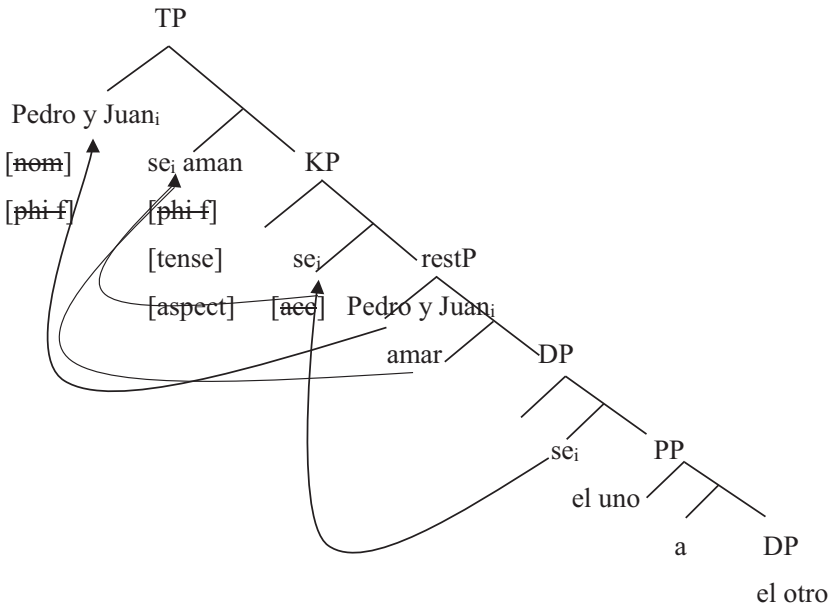 TP
Pedro y Juanᵢ
[nom] seᵢ aman KP
[phi f] [phi f]
[tense] seᵢ restP
[aspect] [acc] Pedro y Juanᵢ
amar DP
seᵢ PP
el uno
a DP
el otro